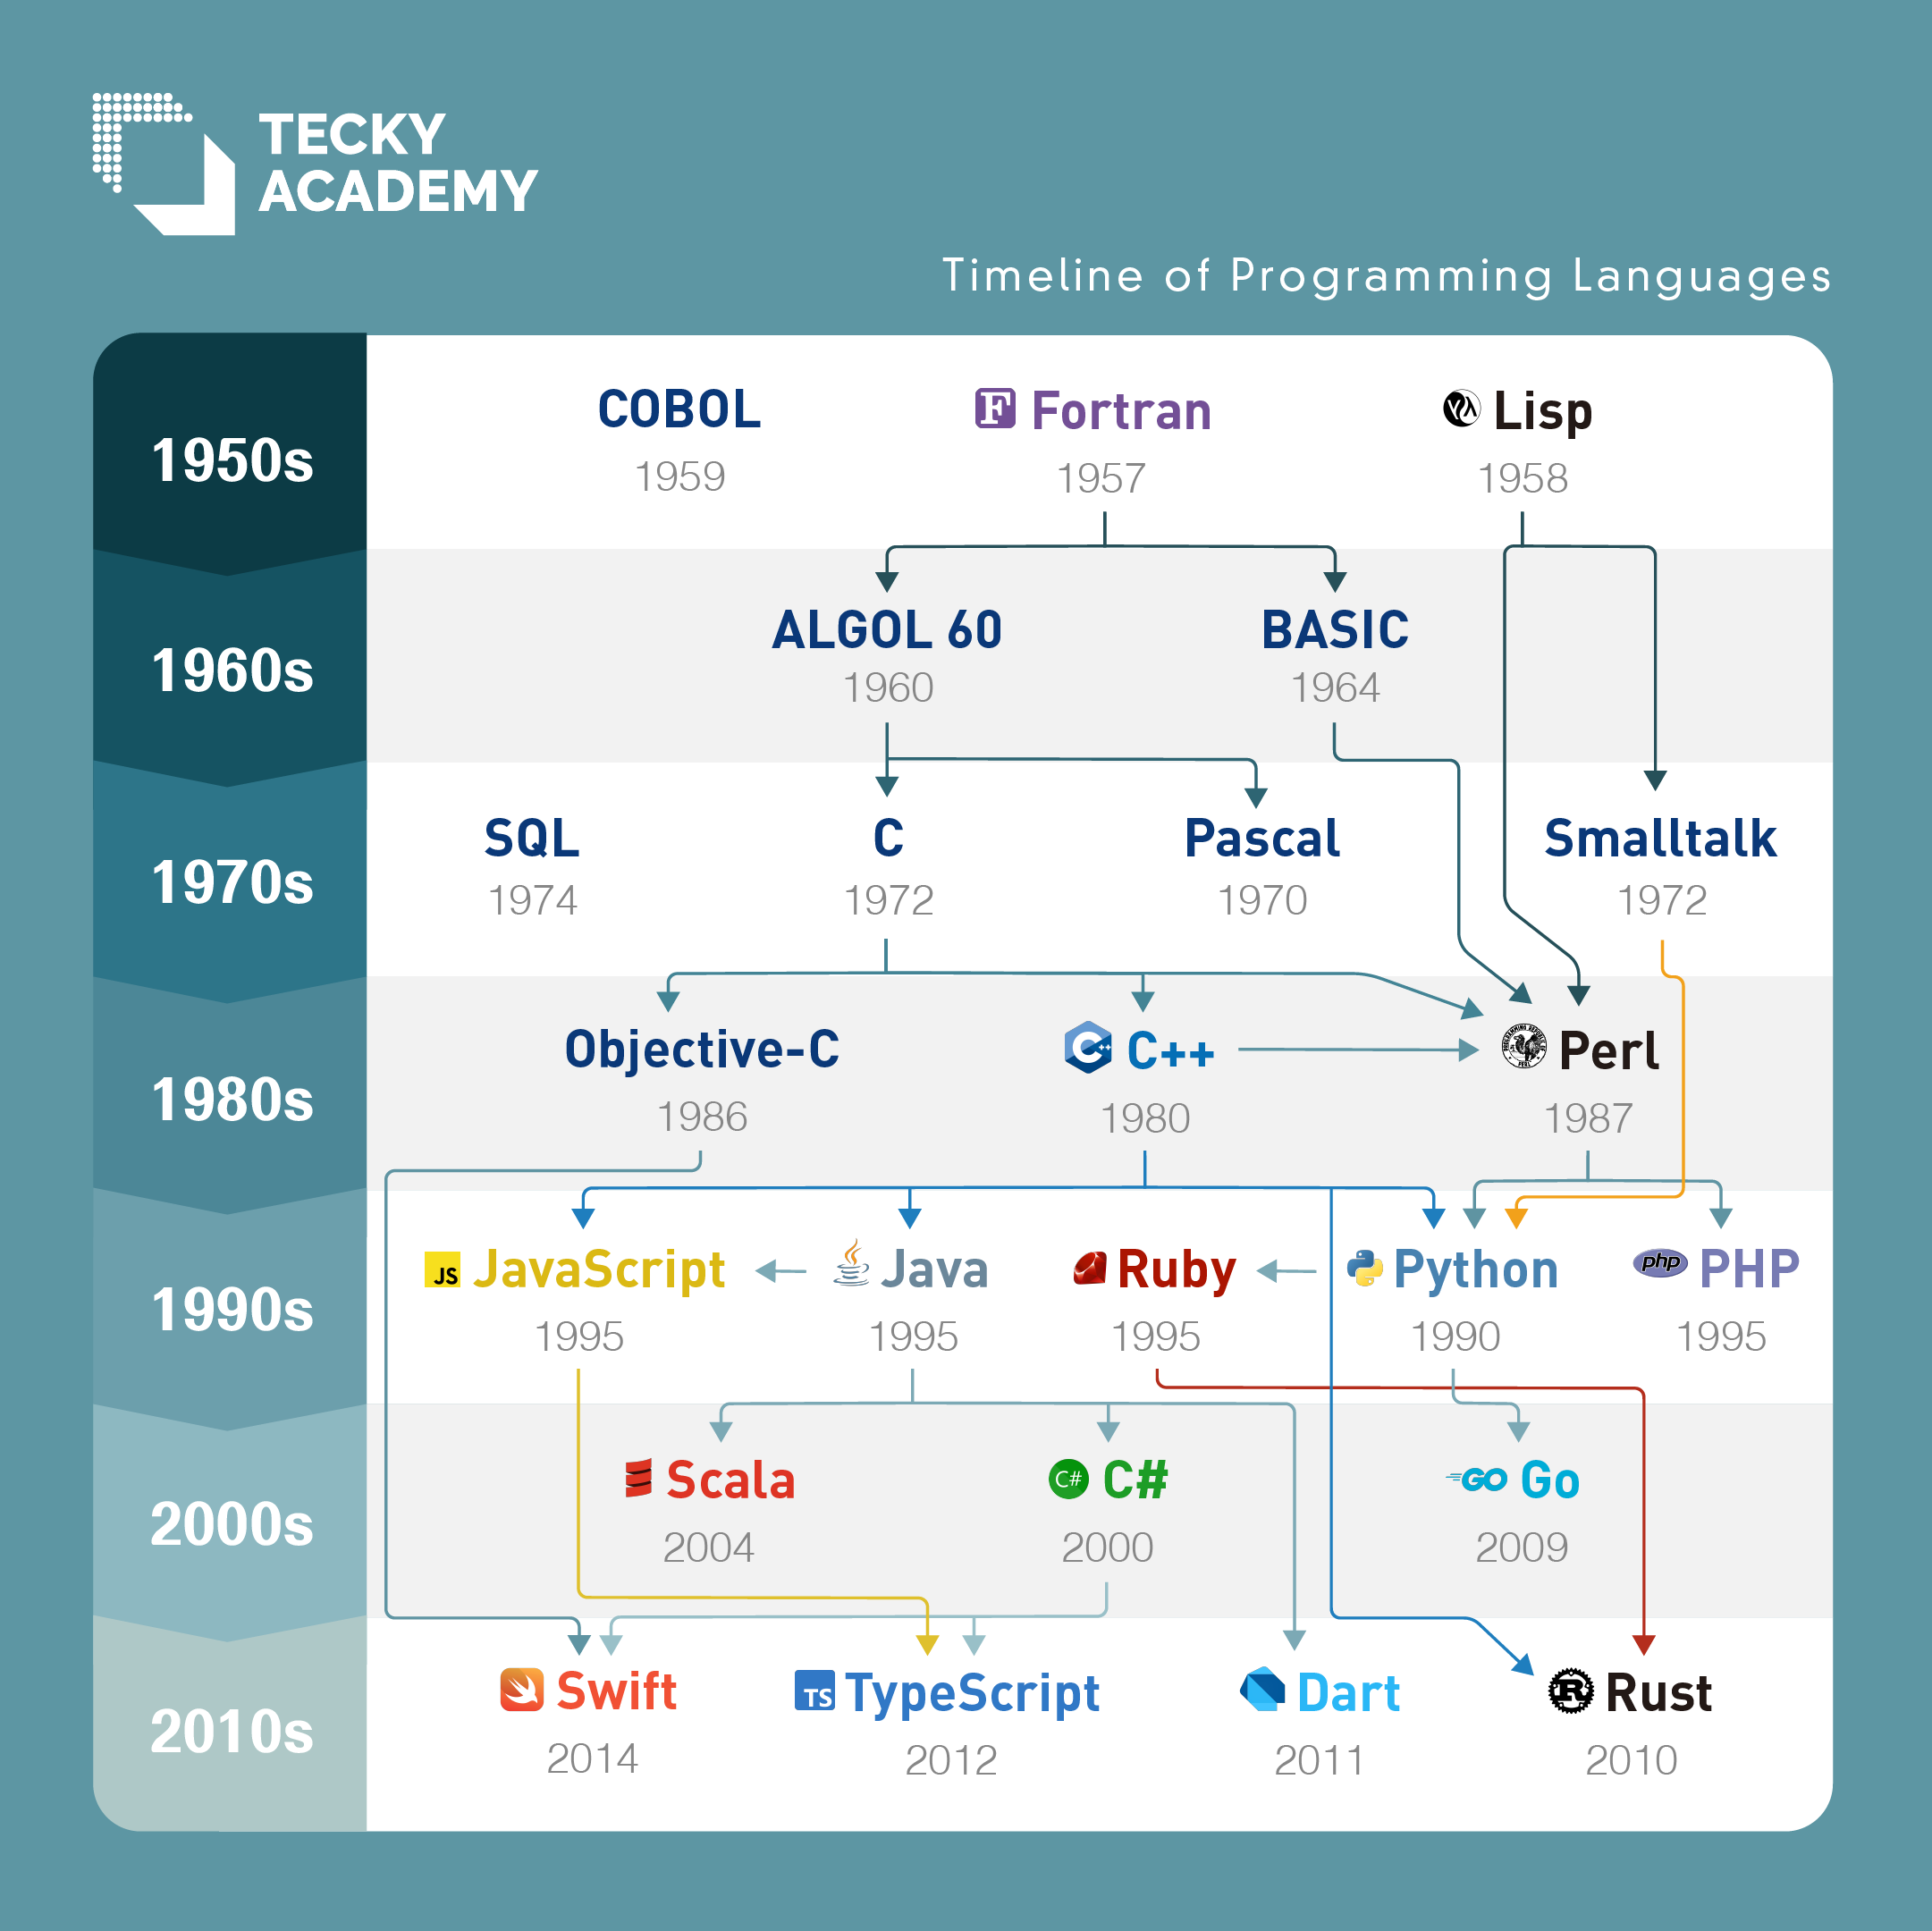 TECKY
ACADEMY
Timeline of Programming Languages
1950s
COBOL
1959
Fortran
1957
Lisp
1958
1960s
ALGOL 60
1960
BASIC
1964
1970s
SQL
1974
C
1972
Pascal
1970
Smalltalk
1972
1980s
Objective-C
1986
C++
C++
1980
Perl
1987
1990s
JS
JavaScript
1995
Java
1995
Ruby
1995
Python
1990
php
PHP
1995
2000s
Scala
2004
C#
C#
2000
GO
Go
2009
2010s
Swift
2014
TS
TypeScript
2012
Dart
2011
R
Rust
2010